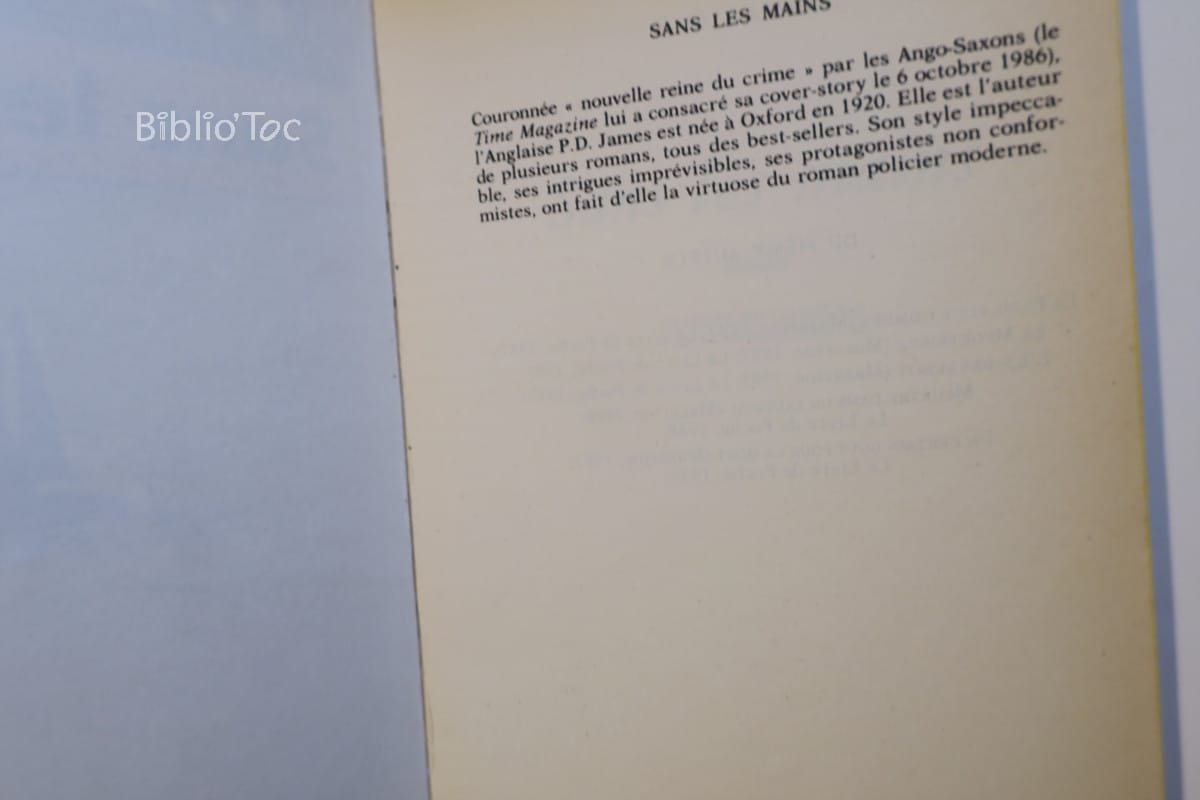 Biblio'Toc
SANS LES MAINS
Couronnée « nouvelle reine du crime » par les Ango-Saxons (le
Time Magazine lui a consacré sa cover-story le 6 octobre 1986),
l'Anglaise P.D. James est née à Oxford en 1920. Elle est l'auteur
de plusieurs romans, tous des best-sellers. Son style impecca-
ble, ses intrigues imprévisibles, ses protagonistes non confor-
mistes, ont fait d'elle la virtuose du roman policier moderne.